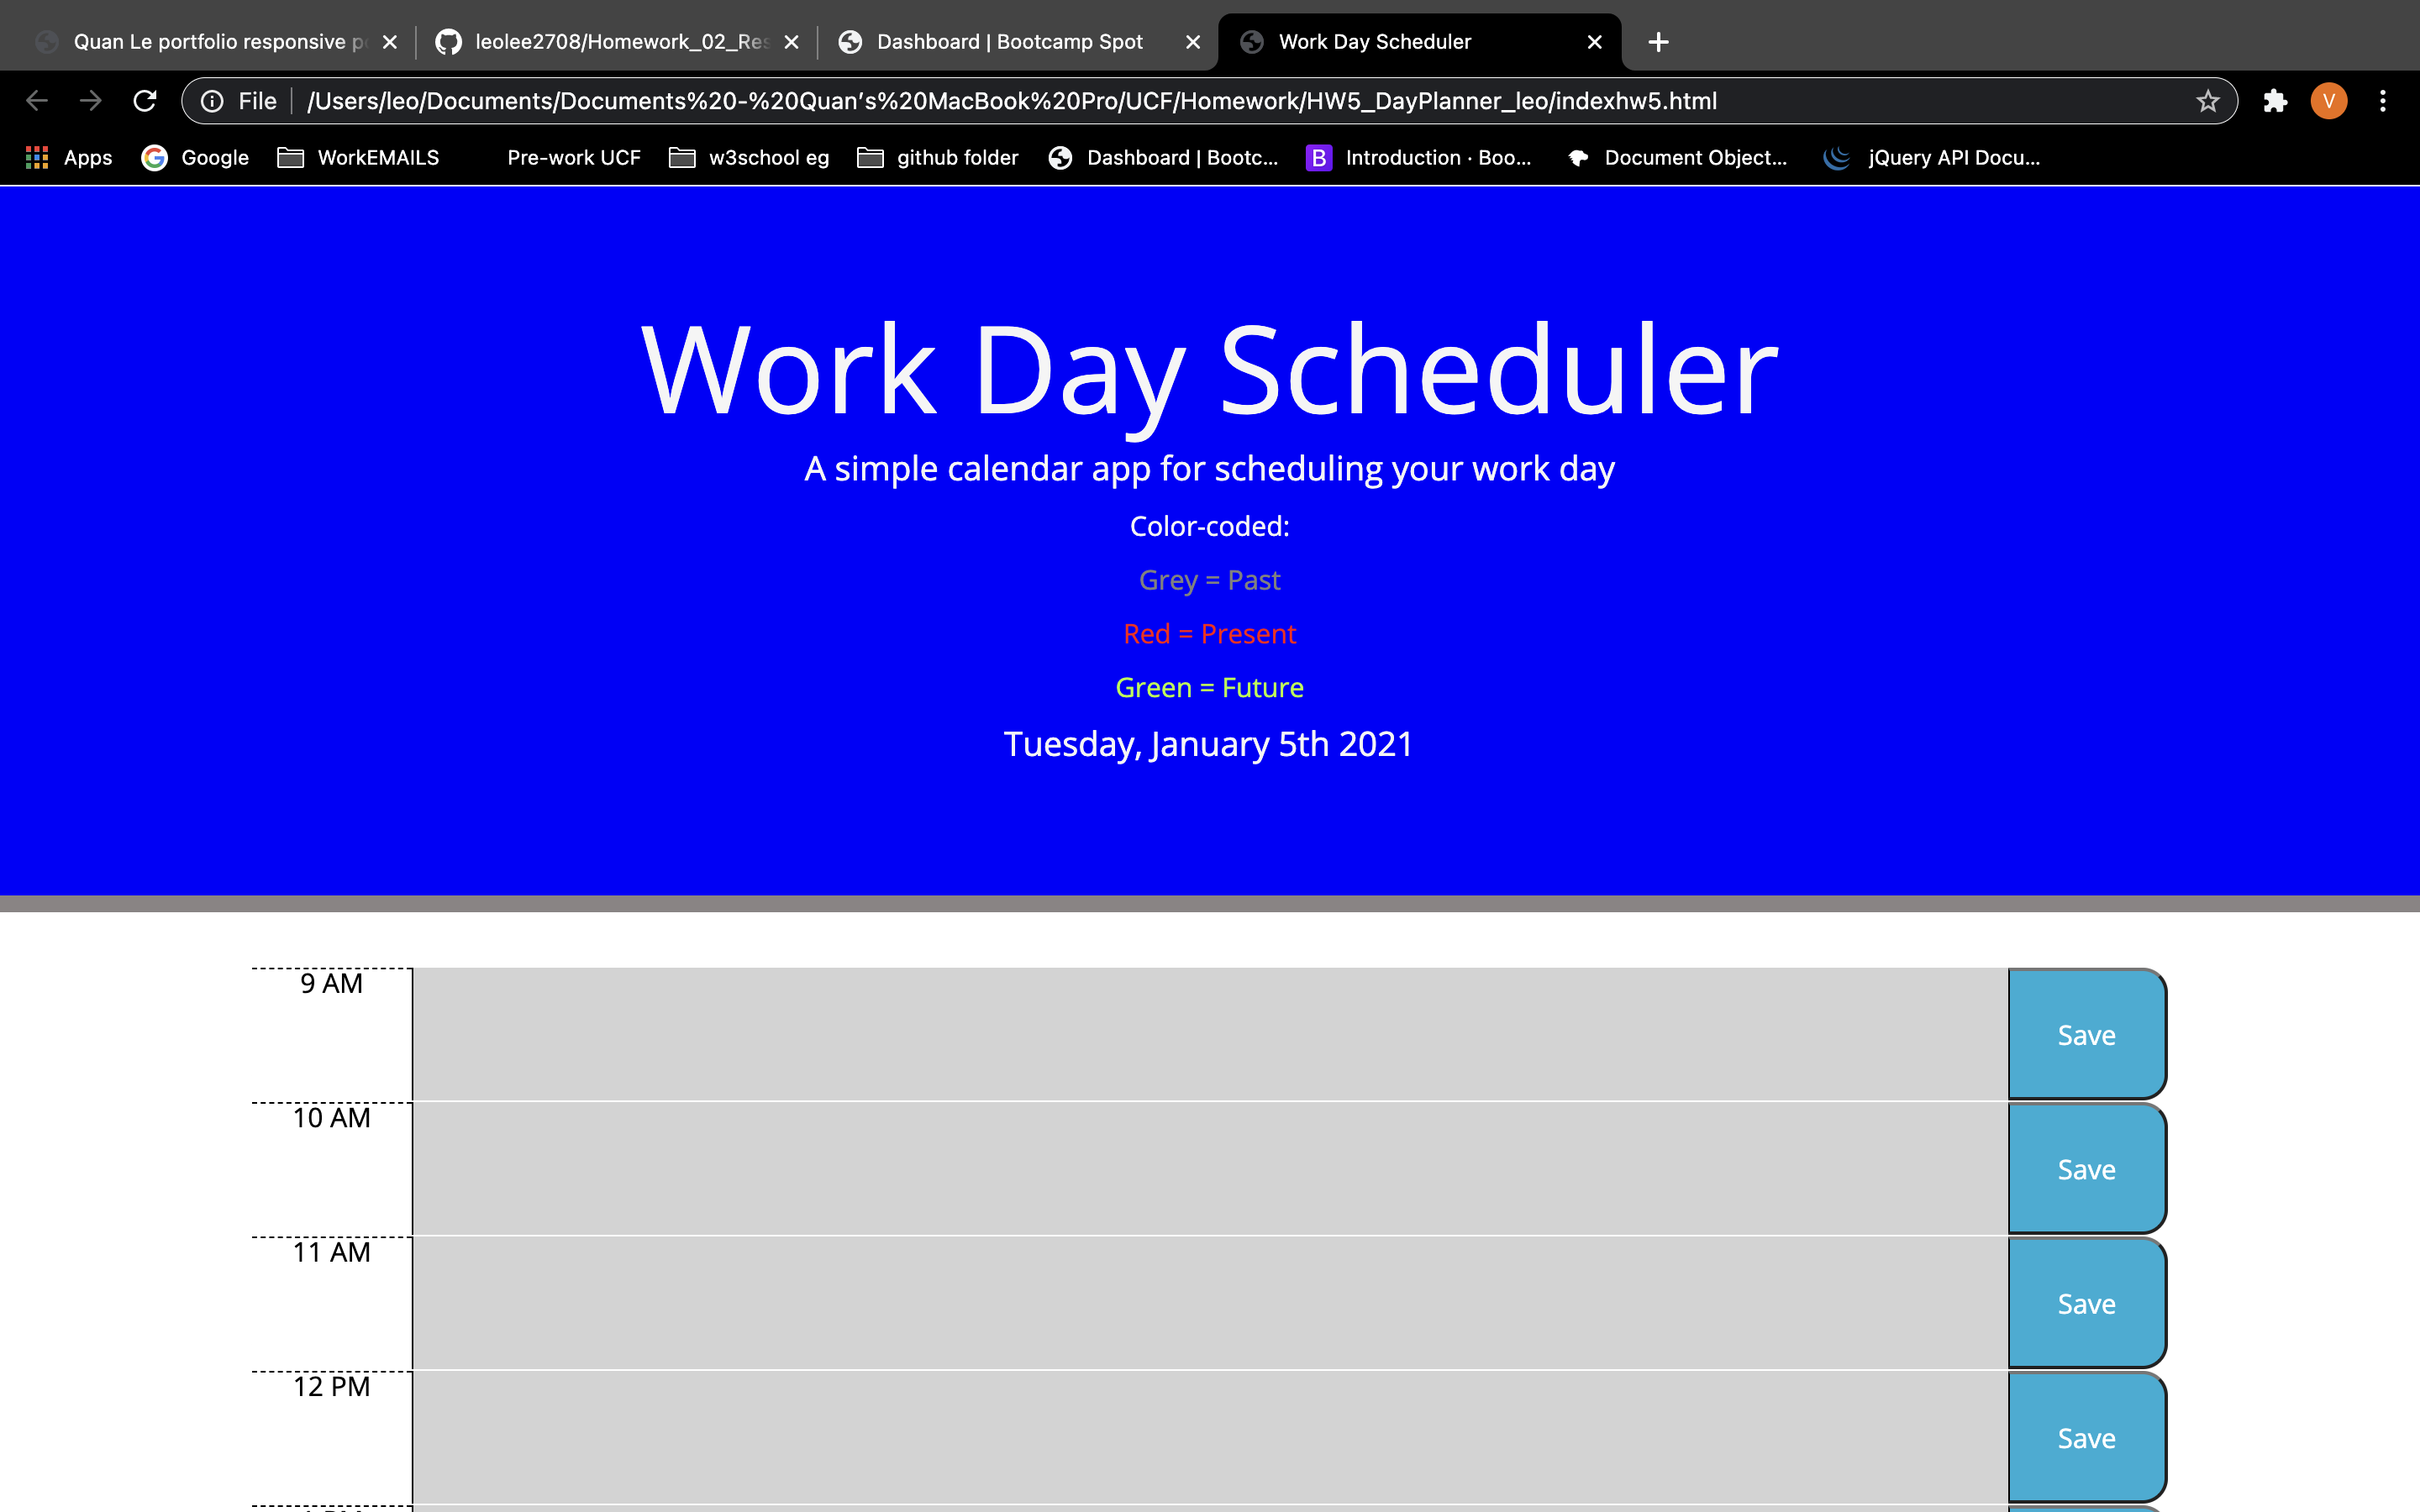 Quan Le portfolio responsive
leolee2708/Homework_02_Res
Dashboard | Bootcamp Spot
Work Day Scheduler
File /Users/leo/Documents/Documents%20-%20Quan’s%20MacBook%20Pro/UCF/Homework/HW5_DayPlanner_leo/indexhw5.html
V
Apps
Google
WorkEMAILS
Pre-work UCF
w3school eg
github folder
Dashboard | Bootc...
B
Introduction · Boo...
Document Object...
jQuery API Docu...
Work Day Scheduler
A simple calendar app for scheduling your work day
Color-coded:
Grey = Past
Red = Present
Green = Future
Tuesday, January 5th 2021
9 AM
Save
10 AM
Save
11 AM
Save
12 PM
Save